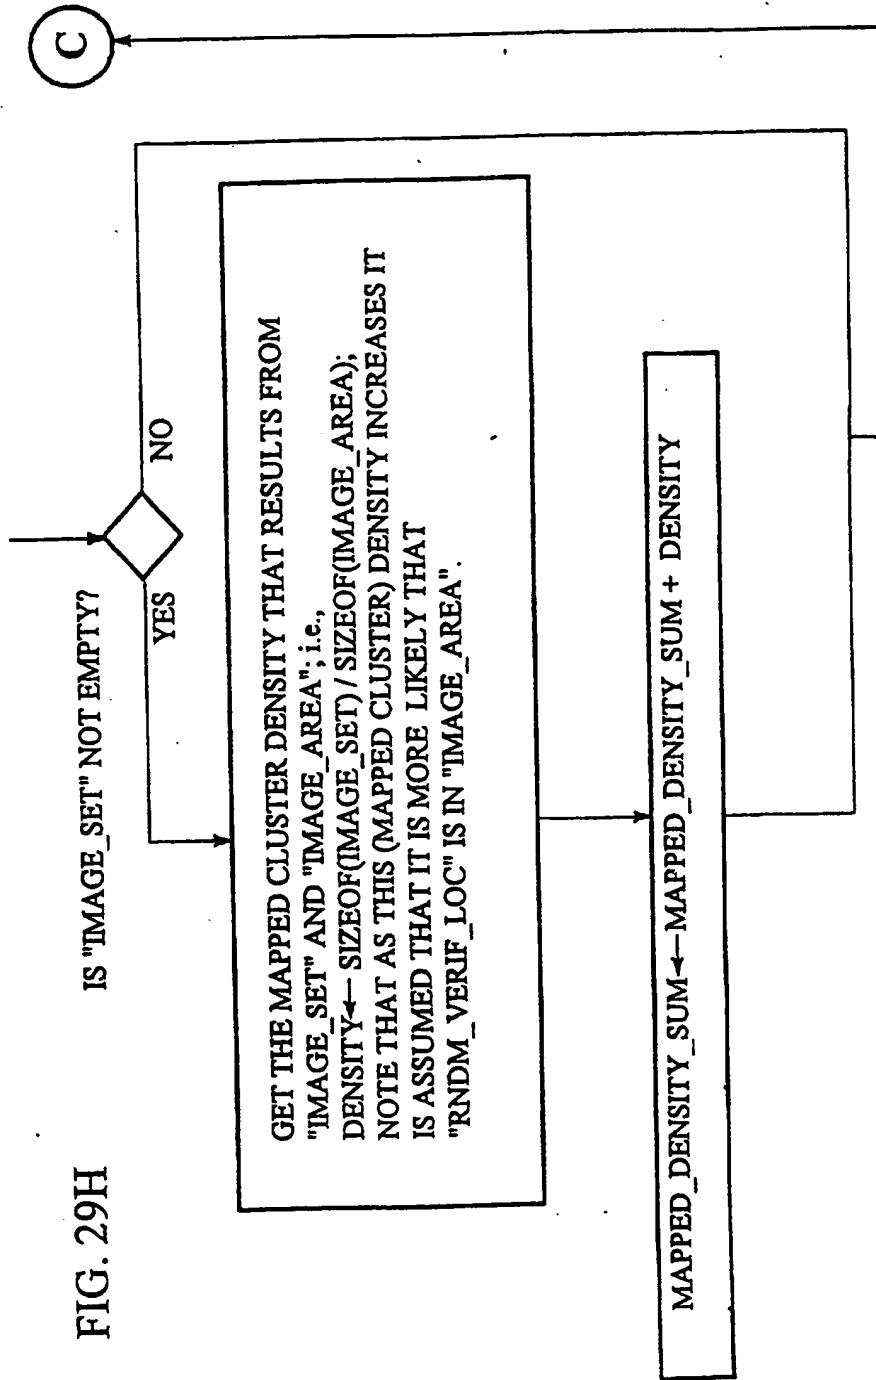 FIG. 29H
IS "IMAGE_SET" NOT EMPTY?
YES
NO
C
GET THE MAPPED CLUSTER DENSITY THAT RESULTS FROM
"IMAGE_SET" AND "IMAGE_AREA"; i.e.,
DENSITY← SIZEOF(IMAGE_SET) / SIZEOF(IMAGE_AREA);
NOTE THAT AS THIS (MAPPED CLUSTER) DENSITY INCREASES IT
IS ASSUMED THAT IT IS MORE LIKELY THAT
"RNDM_VERIF_LOC" IS IN "IMAGE_AREA".
MAPPED_DENSITY_SUM←MAPPED_DENSITY_SUM + DENSITY